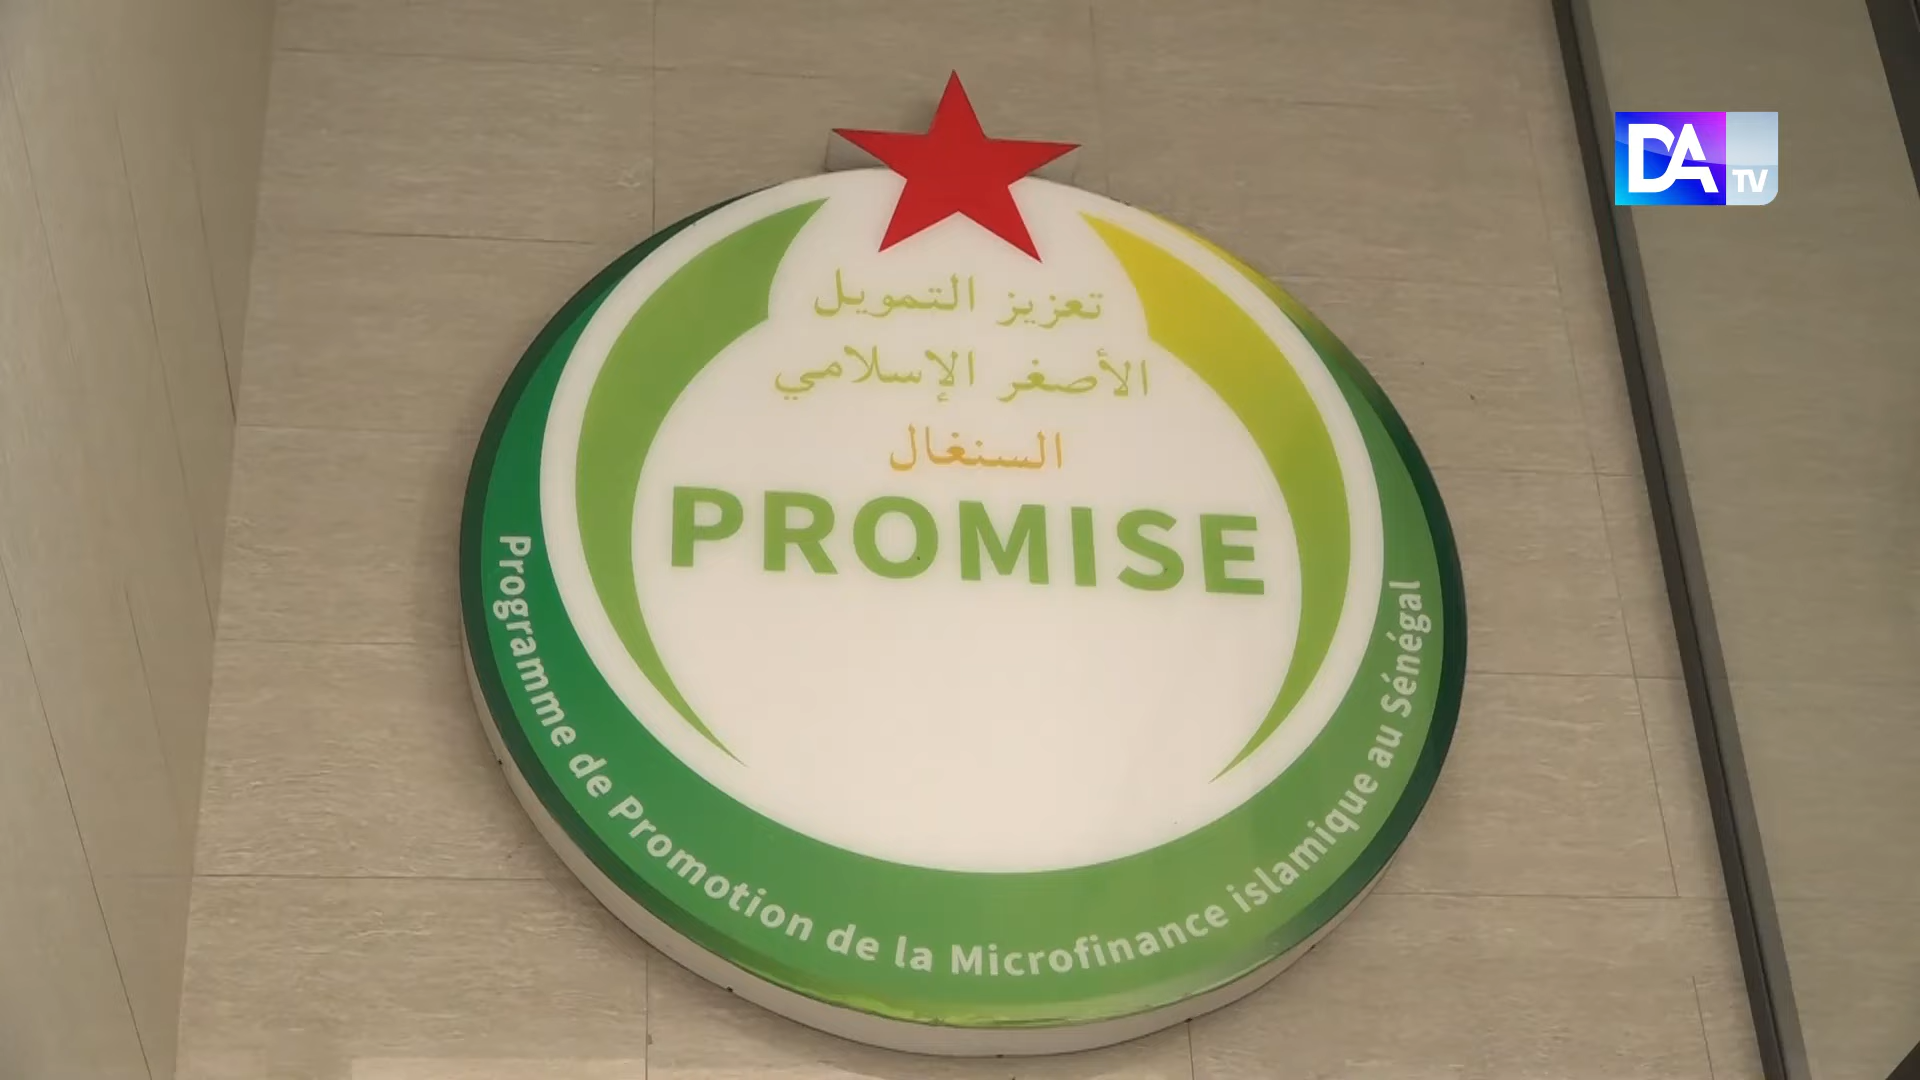 DA TV
تعزيز التمويل
الأصغر الإسلامي
السنغال
PROMISE
Programme de Promotion de la Microfinance islamique au Sénégal